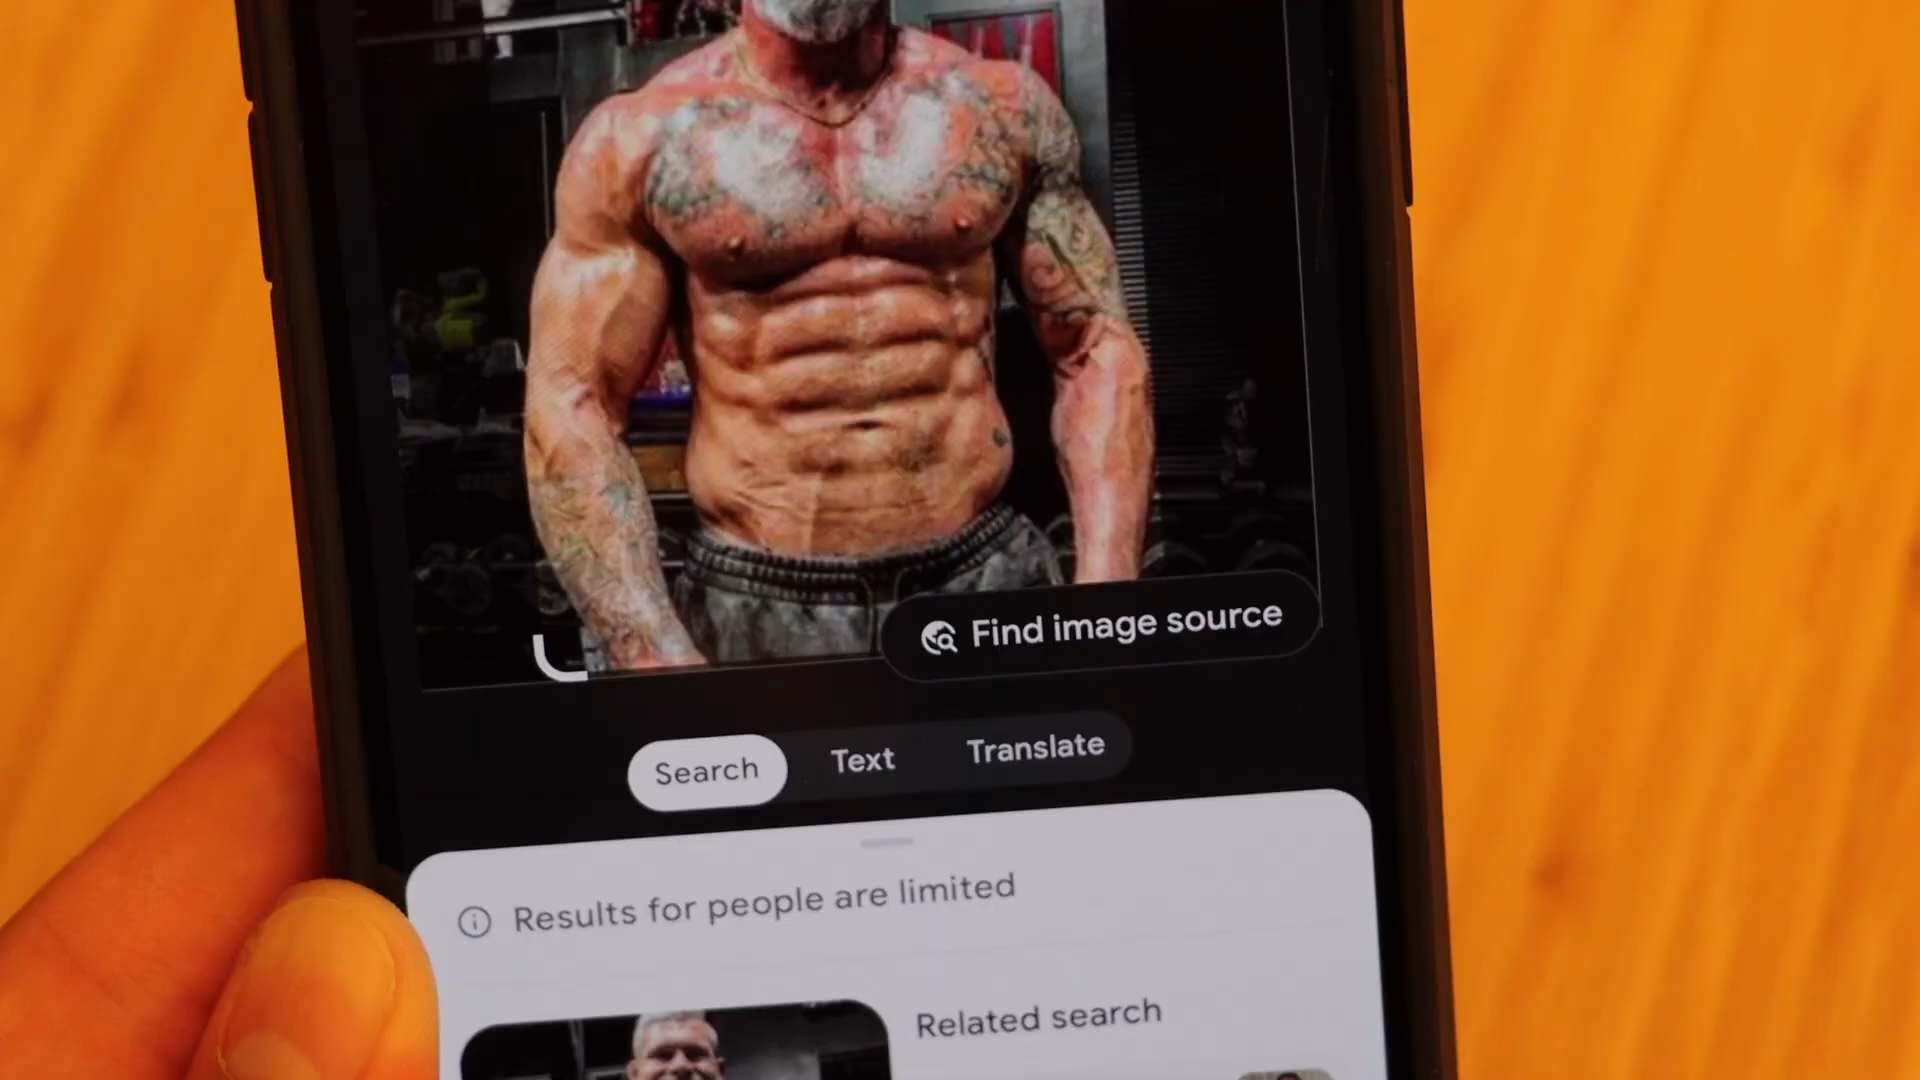 Find image source
Search
Text
Translate
Results for people are limited
Related search